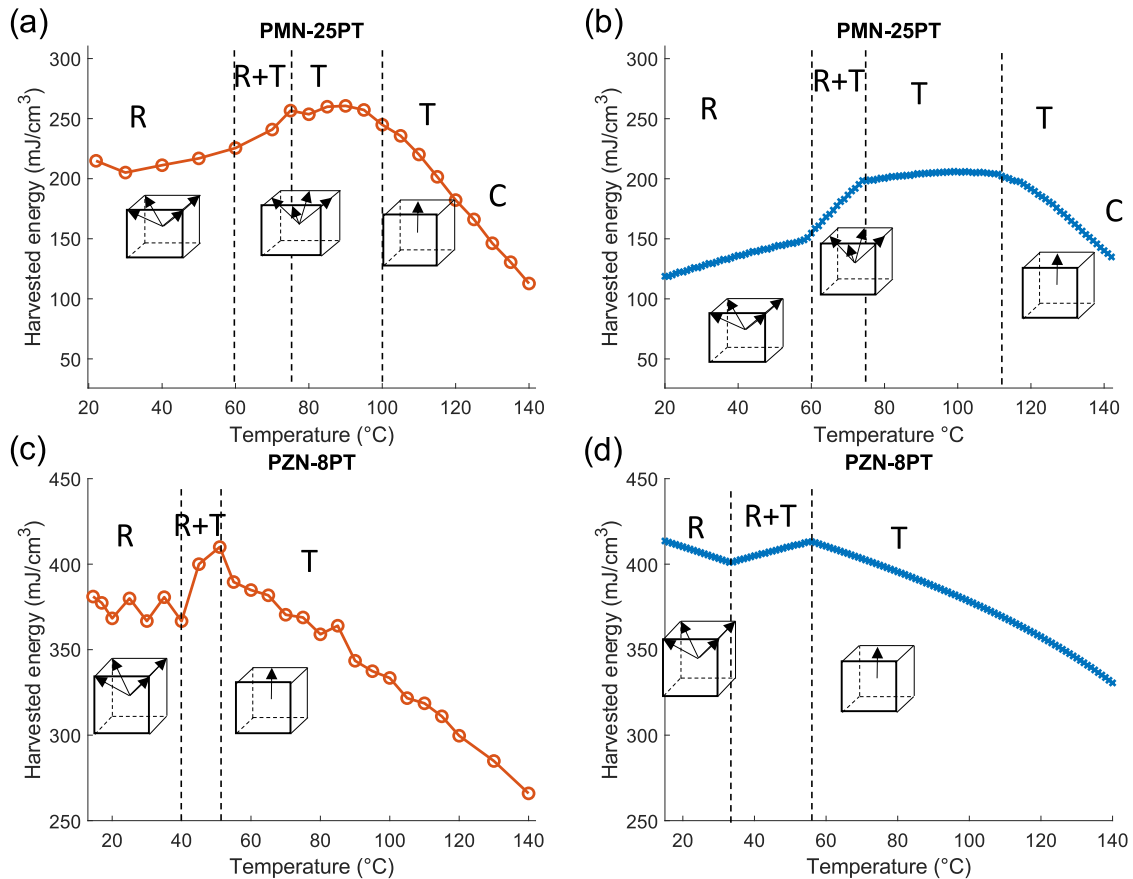 (a)
PMN-25PT
Harvested energy (mJ/cm³)
300
250
200
150
100
50
R
R+T
T
T
C
20 40 60 80 100 120 140
Temperature (°C)
(b)
PMN-25PT
Harvested energy (mJ/cm³)
300
250
200
150
100
50
R
R+T
T
T
C
20 40 60 80 100 120 140
Temperature °C
(c)
PZN-8PT
Harvested energy (mJ/cm³)
450
400
350
300
250
R
R+T
T
20 40 60 80 100 120 140
Temperature (°C)
(d)
PZN-8PT
Harvested energy (mJ/cm³)
450
400
350
300
250
R
R+T
T
20 40 60 80 100 120 140
Temperature (°C)